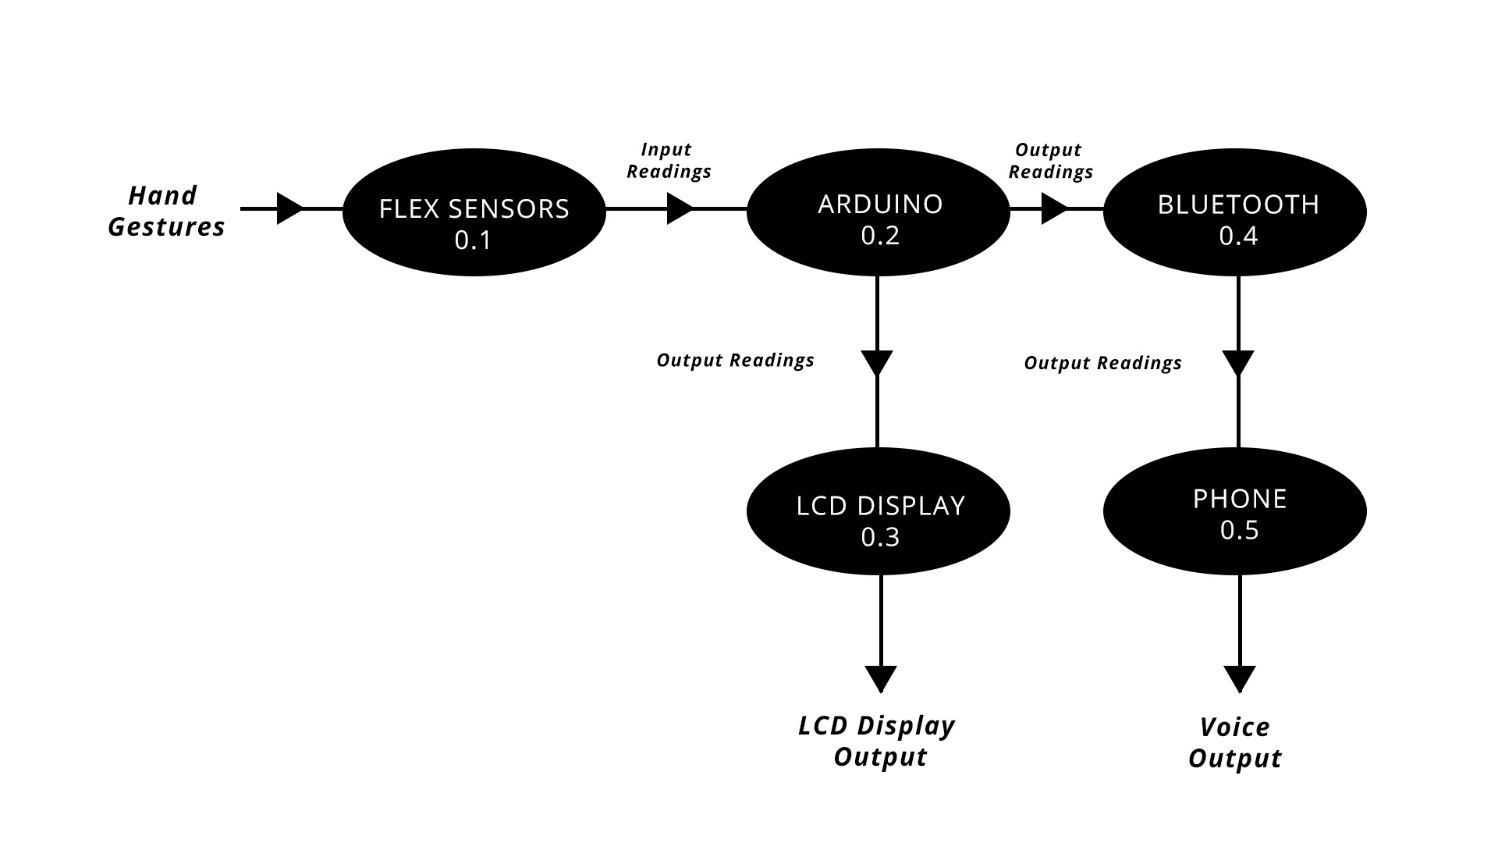 Hand
Gestures
FLEX SENSORS
0.1
Input
Readings
ARDUINO
0.2
Output
Readings
BLUETOOTH
0.4
Output Readings
Output Readings
LCD DISPLAY
0.3
PHONE
0.5
LCD Display
Output
Voice
Output